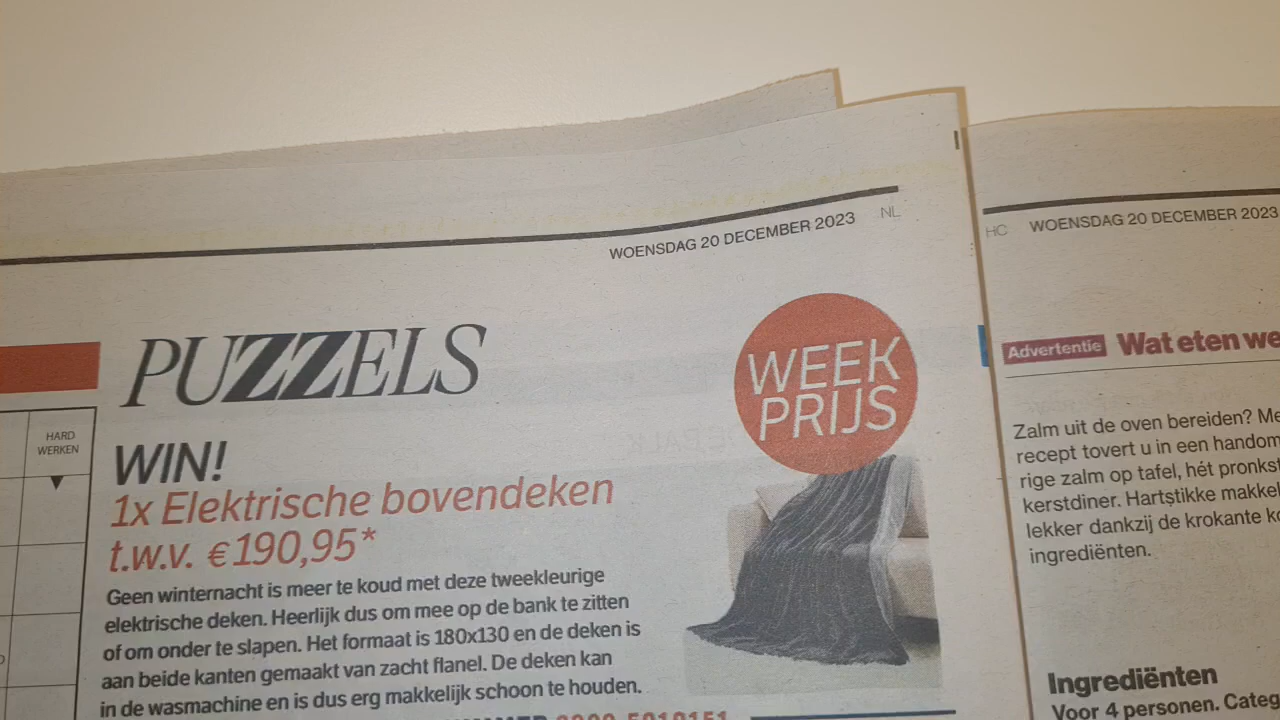 WOENSDAG 20 DECEMBER 2023 NL
PUZZELS
HARD
WERKEN
WEEK
PRIJS
WIN!
1x Elektrische bovendeken
t.w.v. €190,95*
Geen winternacht is meer te koud met deze tweekleurige
elektrische deken. Heerlijk dus om mee op de bank te zitten
of om onder te slapen. Het formaat is 180x130 en de deken is
aan beide kanten gemaakt van zacht flanel. De deken kan
in de wasmachine en is dus erg makkelijk schoon te houden.
HC WOENSDAG 20 DECEMBER 2023
Advertentie Wat eten we
Zalm uit de oven bereiden?
recept tovert u in een
rige zalm op tafel, hét
kerstdiner. Hartstikke
lekker dankzij de krokante
ingrediënten.
Ingrediënten
Voor 4 personen.